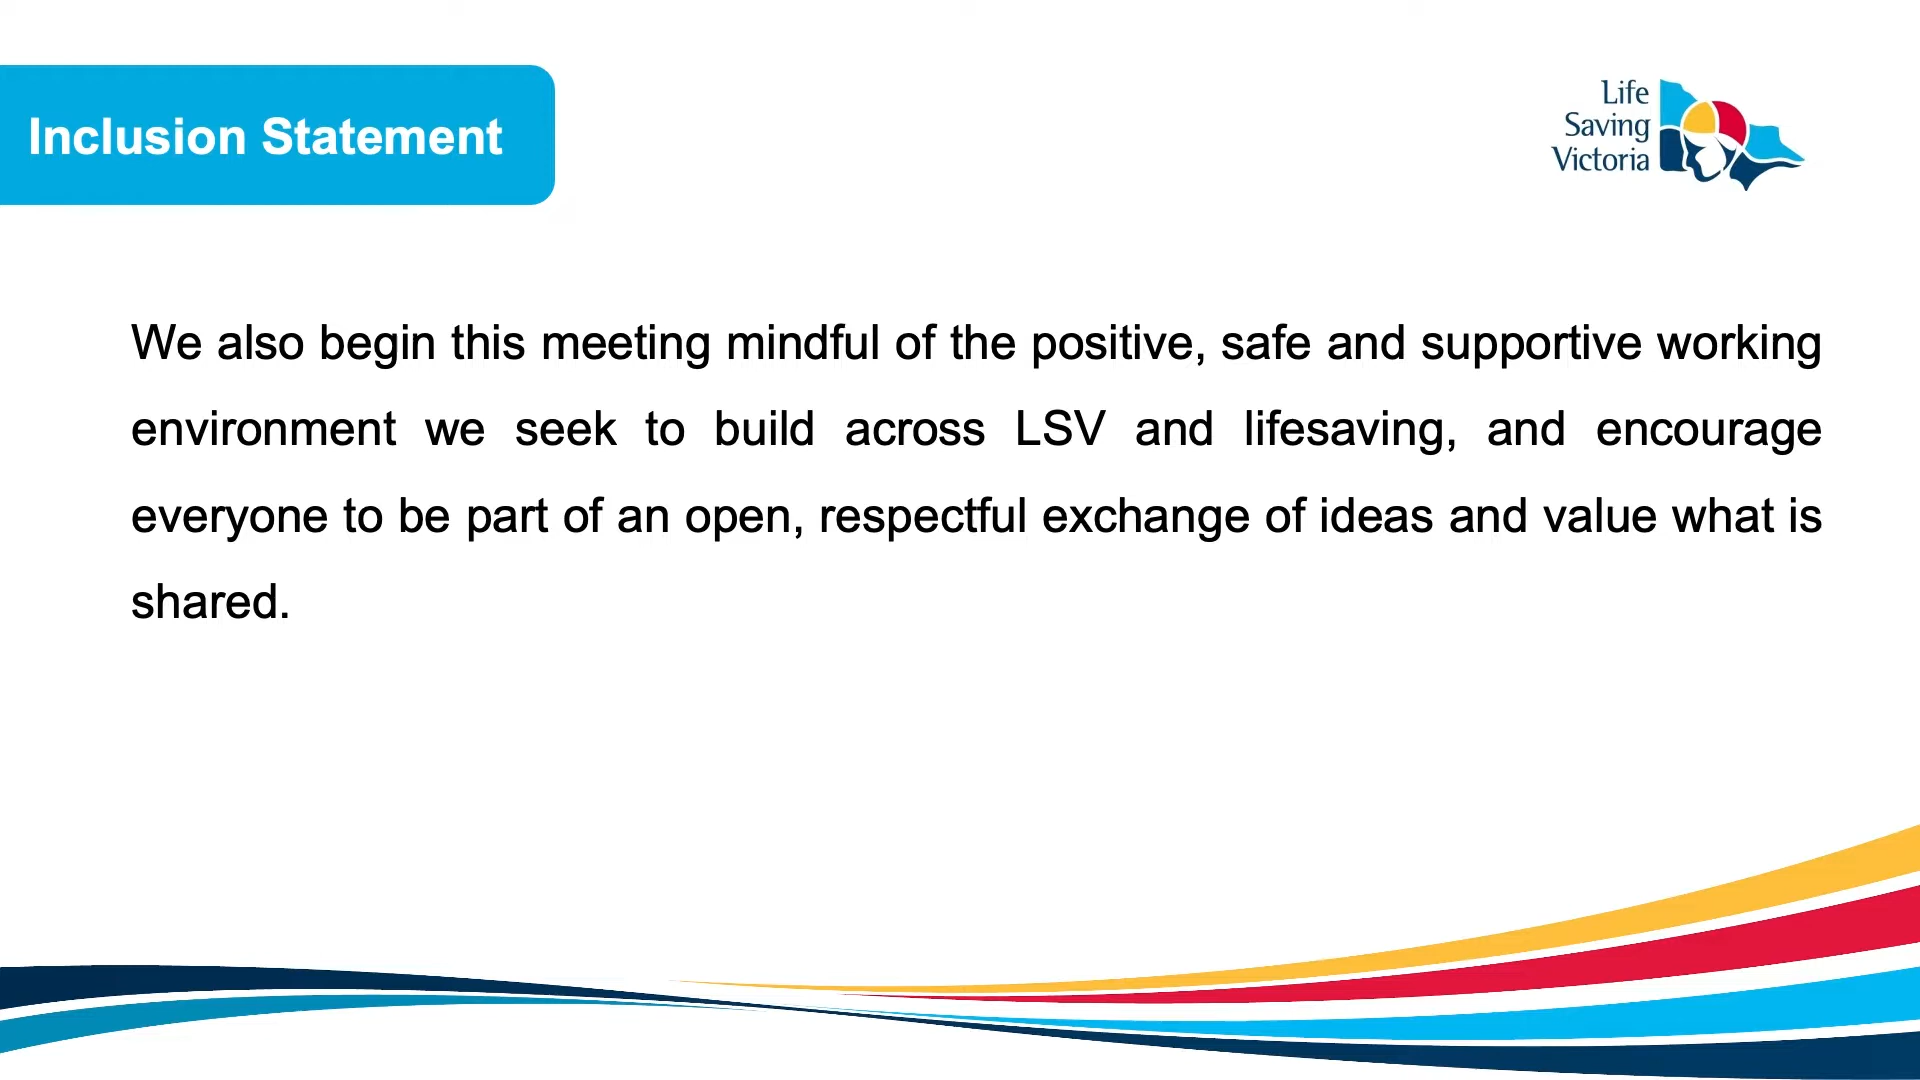 Inclusion Statement
Life
Saving
Victoria
We also begin this meeting mindful of the positive, safe and supportive working
environment we seek to build across LSV and lifesaving, and encourage
everyone to be part of an open, respectful exchange of ideas and value what is
shared.